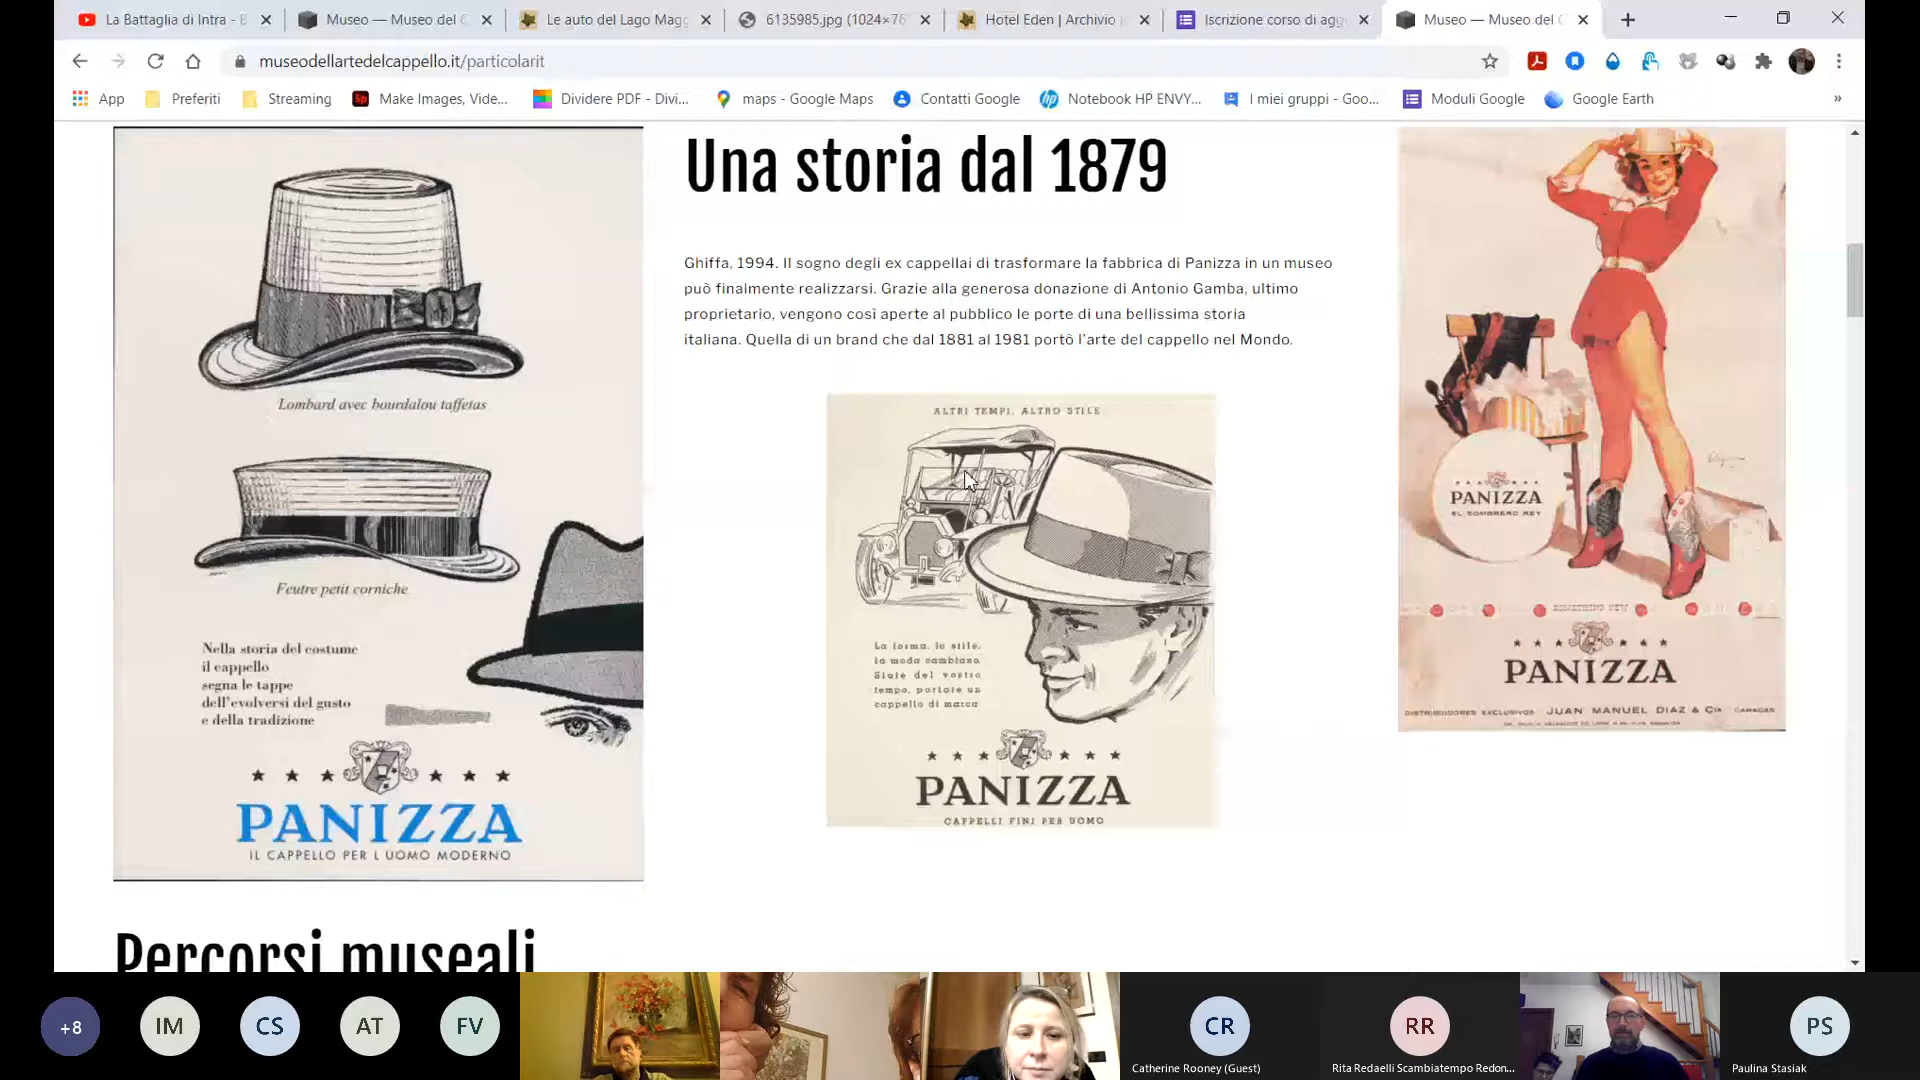 La Battaglia di Intra - B
Museo — Museo del C
Le auto del Lago Magg
6135985.jpg (1024×76
Hotel Eden | Archivio i
Iscrizione corso di agg
Museo — Museo del C
museodellartedelcappello.it/particolarit
App
Preferiti
Streaming
Make Images, Vide...
Dividere PDF - Divi...
maps - Google Maps
Contatti Google
Notebook HP ENVY...
I miei gruppi - Goo...
Moduli Google
Google Earth
»
Lombard avec bourdalou taffetas
Feutre petit corniche
Nella storia del costume
il cappello
segna le tappe
dell'evolversi del gusto
e della tradizione
PANIZZA
IL CAPPELLO PER L UOMO MODERNO
Una storia dal 1879
Ghiffa, 1994. Il sogno degli ex cappellai di trasformare la fabbrica di Panizza in un museo
può finalmente realizzarsi. Grazie alla generosa donazione di Antonio Gamba, ultimo
proprietario, vengono così aperte al pubblico le porte di una bellissima storia
italiana. Quella di un brand che dal 1881 al 1981 portò l'arte del cappello nel Mondo.
ALTRI TEMPI, ALTRO STILE
La forma, lo stile,
la moda cambiano.
Siate del vostro
tempo, portate un
cappello di marca
PANIZZA
CAPPELLI FINI PER UOMO
PANIZZA
EL SOMBRERO REY
PANIZZA
DISTRIBUIDORES EXCLUSIVOS JUAN MANUEL DIAZ & Cia CARACAS
Percorsi museali
+8
IM
CS
AT
FV
CR
Catherine Rooney (Guest)
RR
Rita Redaelli Scambiatempo Redon...
PS
Paulina Stasiak